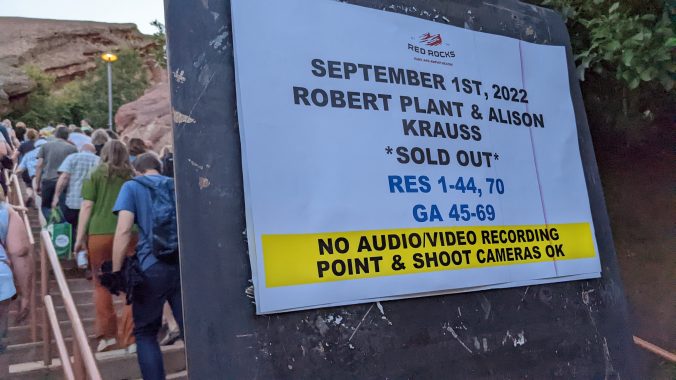 RED ROCKS
SEPTEMBER 1ST, 2022
ROBERT PLANT & ALISON
KRAUSS
*SOLD OUT*
RES 1-44, 70
GA 45-69
NO AUDIO/VIDEO RECORDING
POINT & SHOOT CAMERAS OK